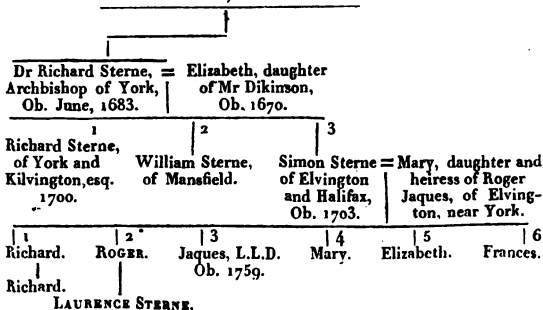 Dr Richard Sterne, = Elizabeth, daughter
Archbishop of York, of Mr Dikinson,
Ob. June, 1683. Ob. 1670.
1 2 3
Richard Sterne,
of York and
Kilvington, esq.
1700.
William Sterne,
of Mansfield.
Simon Sterne = Mary, daughter and
of Elvington heiress of Roger
and Halifax, Jaques, of Elving-
Ob. 1703. ton, near York.
1 2 3 4 5 6
Richard. ROGER. Jaques, L.L.D. Mary. Elizabeth. Frances.
Ob. 1759.
Richard.
LAURENCE STERNE.